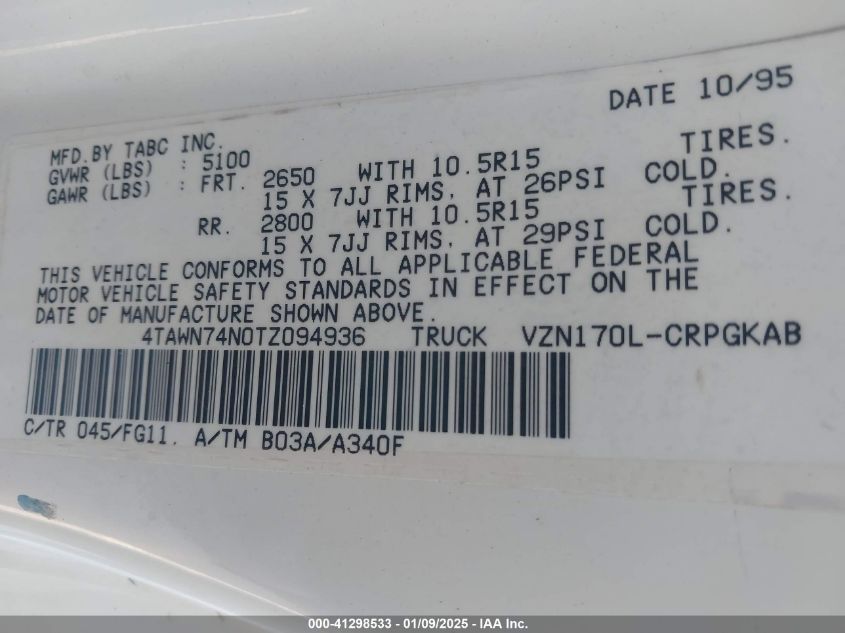 DATE 10/95
MFD.BY TABC INC.
GVWR (LBS) : 5100
GAWR (LBS) : FRT. 2650 WITH 10.5R15 TIRES.
15 X 7JJ RIMS, AT 26PSI COLD.
RR. 2800 WITH 10.5R15 TIRES.
15 X 7JJ RIMS, AT 29PSI COLD.
THIS VEHICLE CONFORMS TO ALL APPLICABLE FEDERAL
MOTOR VEHICLE SAFETY STANDARDS IN EFFECT ON THE
DATE OF MANUFACTURE SHOWN ABOVE.
4TAWN74N0TZ094936 TRUCK VZN170L-CRPGKAB
C/TR 045/FG11. A/TM B03A/A340F
000-41298533 - 01/09/2025 - © IAA Inc.